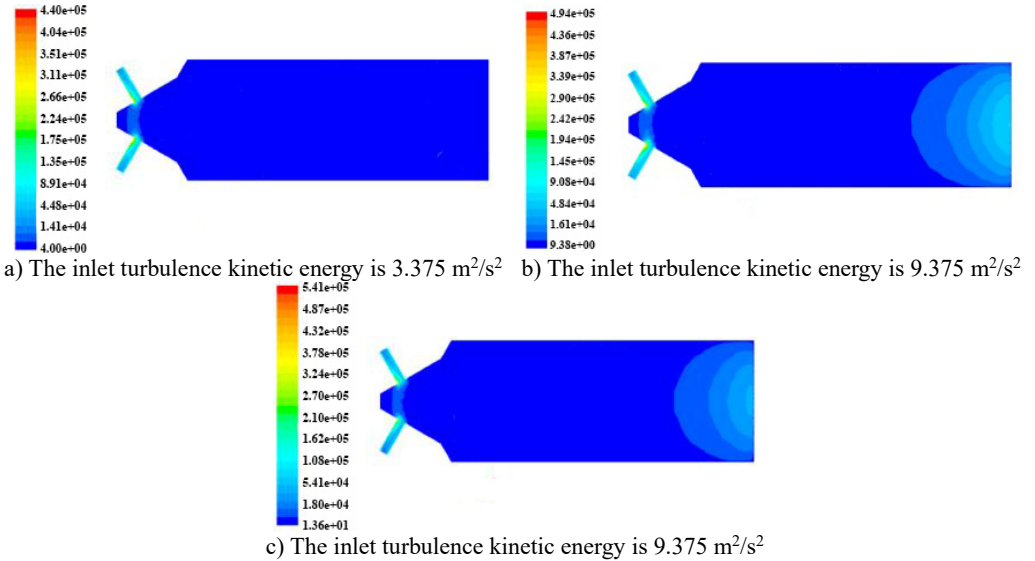 4.40e+05
4.04e+05
3.51e+05
3.11e+05
2.66e+05
2.24e+05
1.75e+05
1.35e+05
8.91e+04
4.48e+04
1.41e+04
4.00e+00
4.94e+05
4.36e+05
3.87e+05
3.39e+05
2.90e+05
2.42e+05
1.94e+05
1.45e+05
9.08e+04
4.84e+04
1.61e+04
9.38e+00
a) The inlet turbulence kinetic energy is 3.375 m²/s²
b) The inlet turbulence kinetic energy is 9.375 m²/s²
5.41e+05
4.87e+05
4.32e+05
3.78e+05
3.24e+05
2.70e+05
2.10e+05
1.62e+05
1.08e+05
5.41e+04
1.80e+04
1.36e+01
c) The inlet turbulence kinetic energy is 9.375 m²/s²